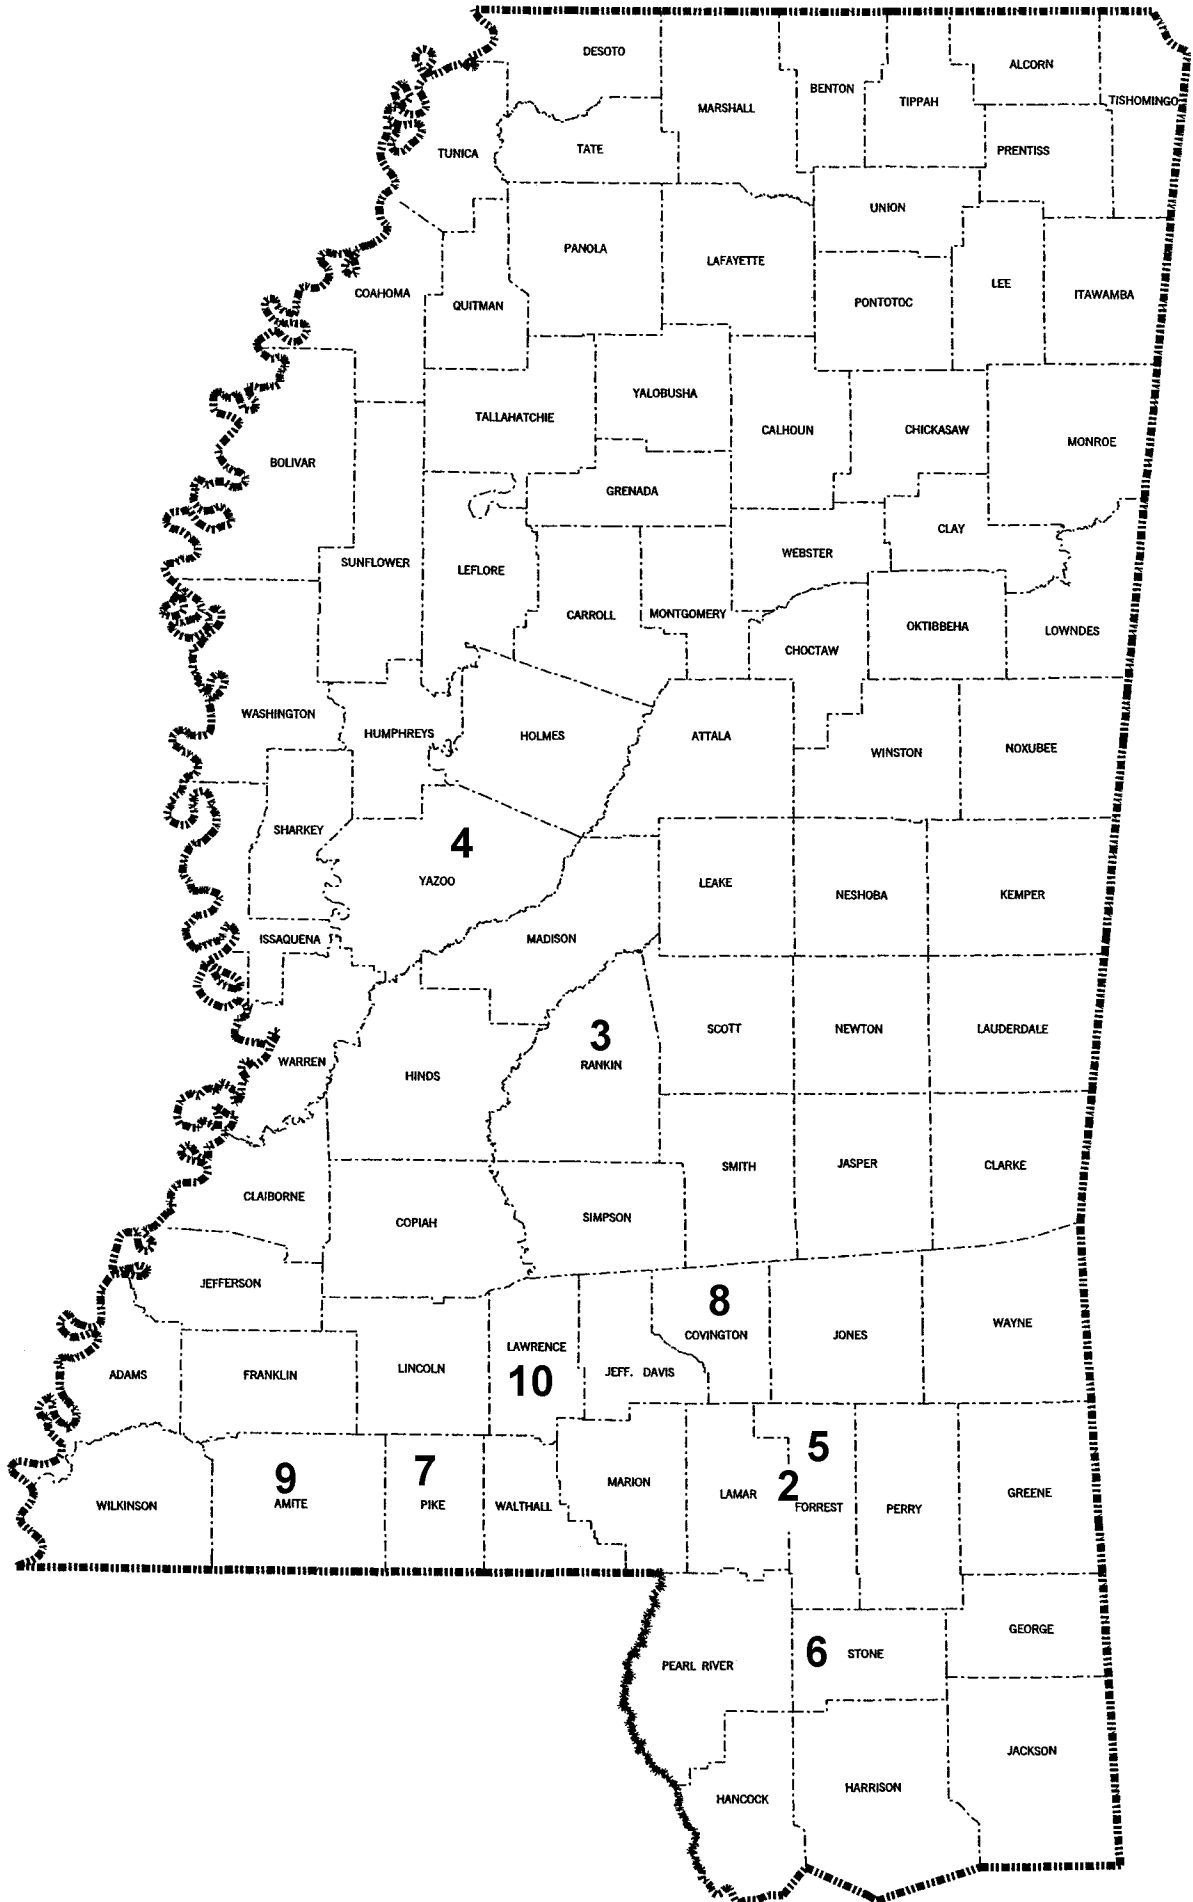 DESOTO
ALCORN
BENTON
TIPPAH
TISHOMINGO
MARSHALL
TUNICA
TATE
PRENTISS
UNION
PANOLA
LAFAYETTE
COAHOMA
QUITMAN
PONTOTOC
LEE
ITAWAMBA
YALOBUSHA
TALLAHATCHIE
CALHOUN
CHICKASAW
MONROE
BOLIVAR
GRENADA
CLAY
SUNFLOWER
LEFLORE
WEBSTER
CARROLL
MONTGOMERY
OKTIBBEHA
LOWNDES
CHOCTAW
WASHINGTON
HUMPHREYS
HOLMES
ATTALA
WINSTON
NOXUBEE
SHARKEY
4
YAZOO
LEAKE
NESHOBA
KEMPER
ISSAQUENA
MADISON
3
RANKIN
SCOTT
NEWTON
LAUDERDALE
WARREN
HINDS
SMITH
JASPER
CLARKE
CLAIBORNE
COPIAH
SIMPSON
JEFFERSON
8
COVINGTON
JONES
WAYNE
LAWRENCE
10
ADAMS
FRANKLIN
LINCOLN
JEFF. DAVIS
9
AMITE
7
PIKE
WILKINSON
WALTHALL
MARION
LAMAR
5
2
FORREST
PERRY
GREENE
GEORGE
PEARL RIVER
6
STONE
JACKSON
HANCOCK
HARRISON